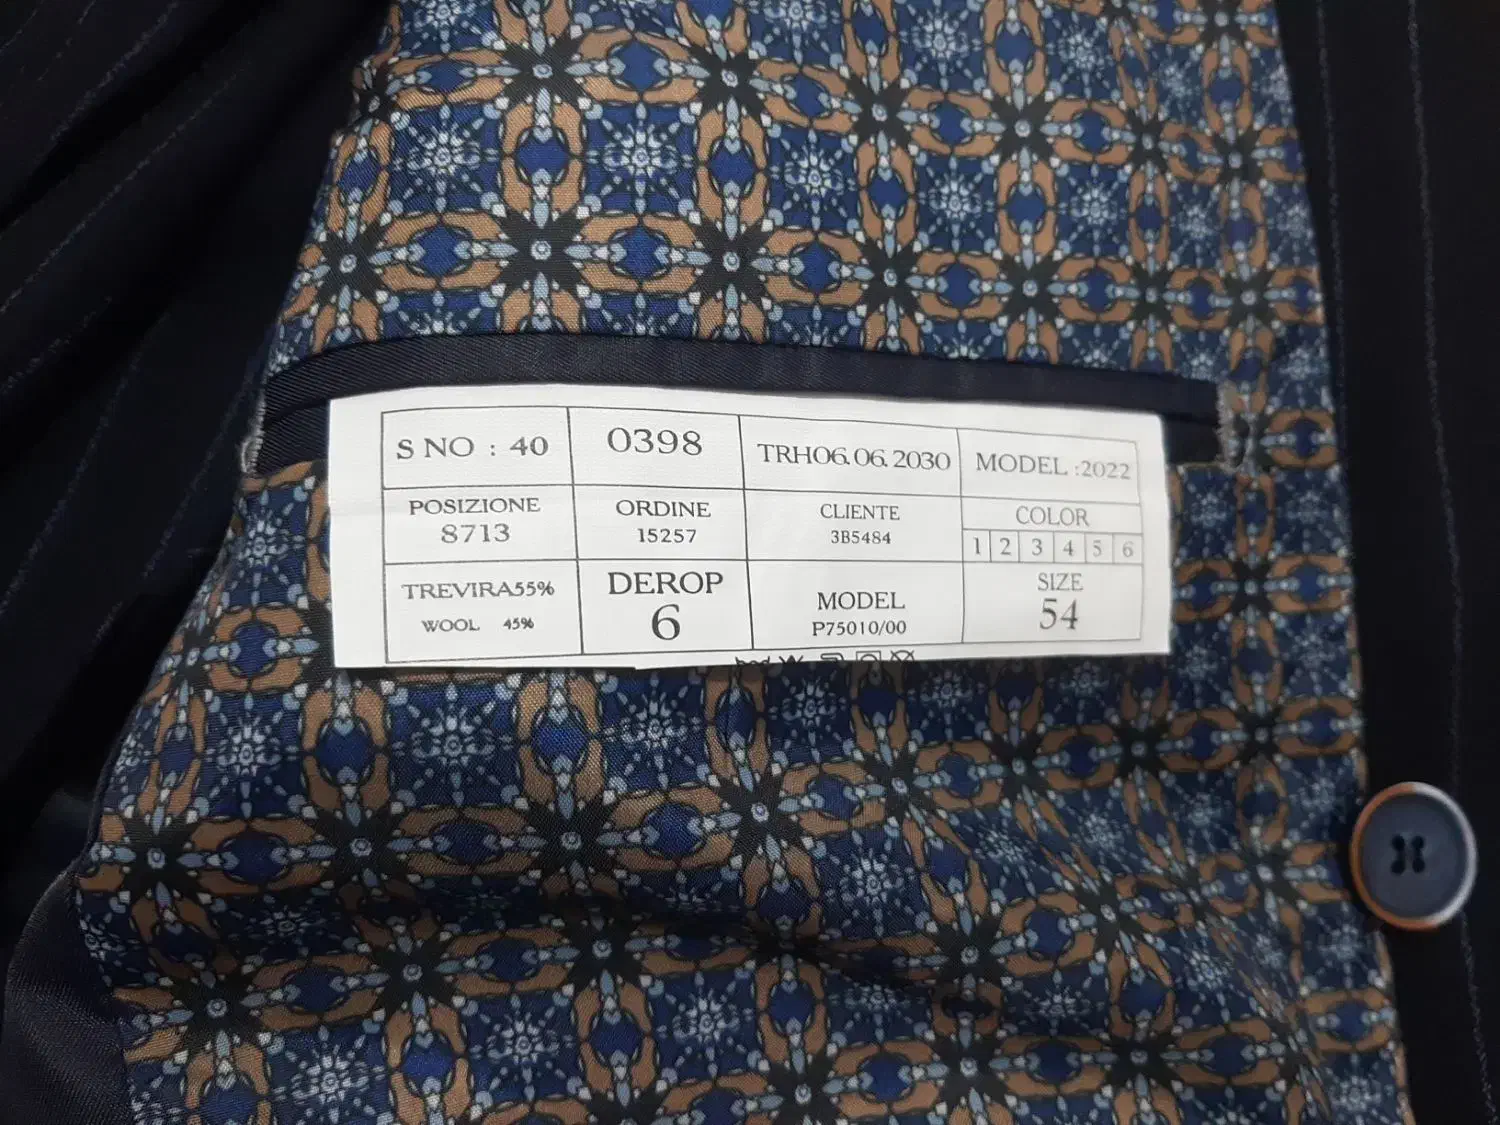 S NO : 40
0398
TRH06.06.2030
MODEL :2022
POSIZIONE
8713
ORDINE
15257
CLIENTE
3B5484
COLOR
1 2 3 4 5 6
TREVIRA55%
WOOL 45%
DEROP
6
MODEL
P75010/00
SIZE
54